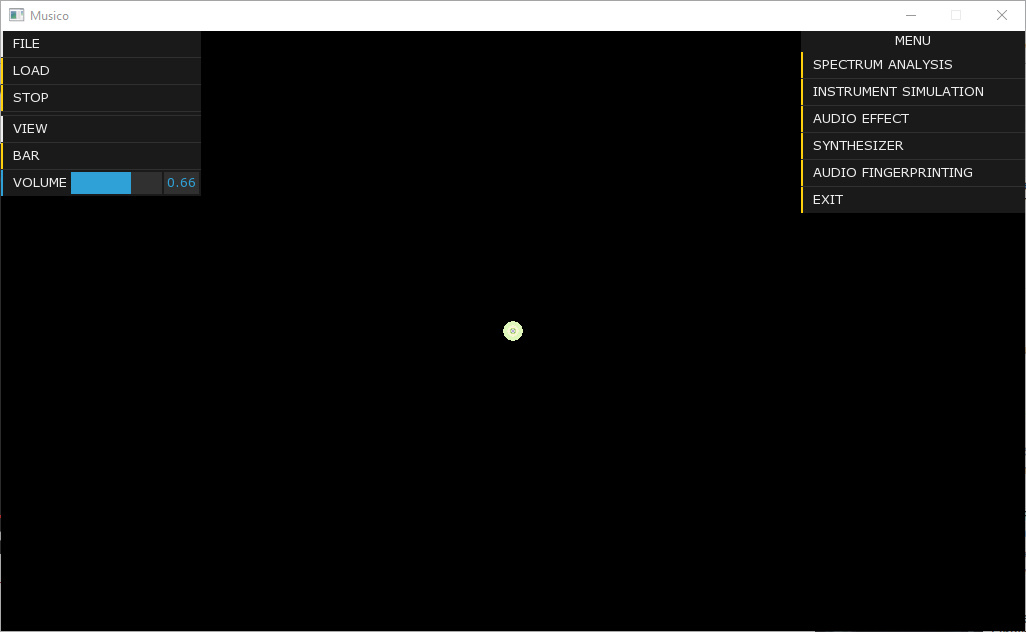 Musico
FILE
LOAD
STOP
VIEW
BAR
VOLUME 0.66
MENU
SPECTRUM ANALYSIS
INSTRUMENT SIMULATION
AUDIO EFFECT
SYNTHESIZER
AUDIO FINGERPRINTING
EXIT